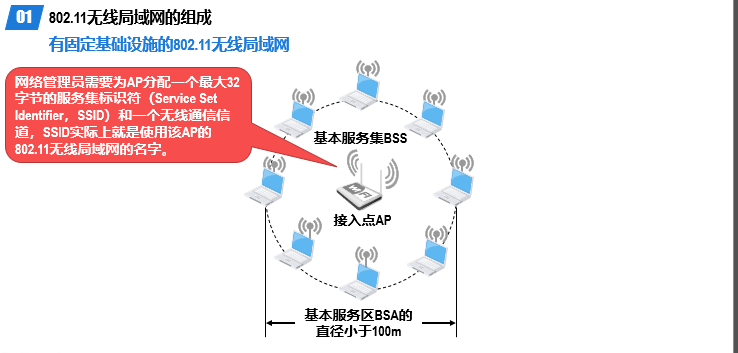 01 802.11无线局域网的组成
有固定基础设施的802.11无线局域网
网络管理员需要为AP分配一个最大32
字节的服务集标识符（Service Set
Identifier，SSID）和一个无线通信信
道，SSID实际上就是使用该AP的
802.11无线局域网的名字。
基本服务集BSS
WiFi
接入点AP
基本服务区BSA的
直径小于100m